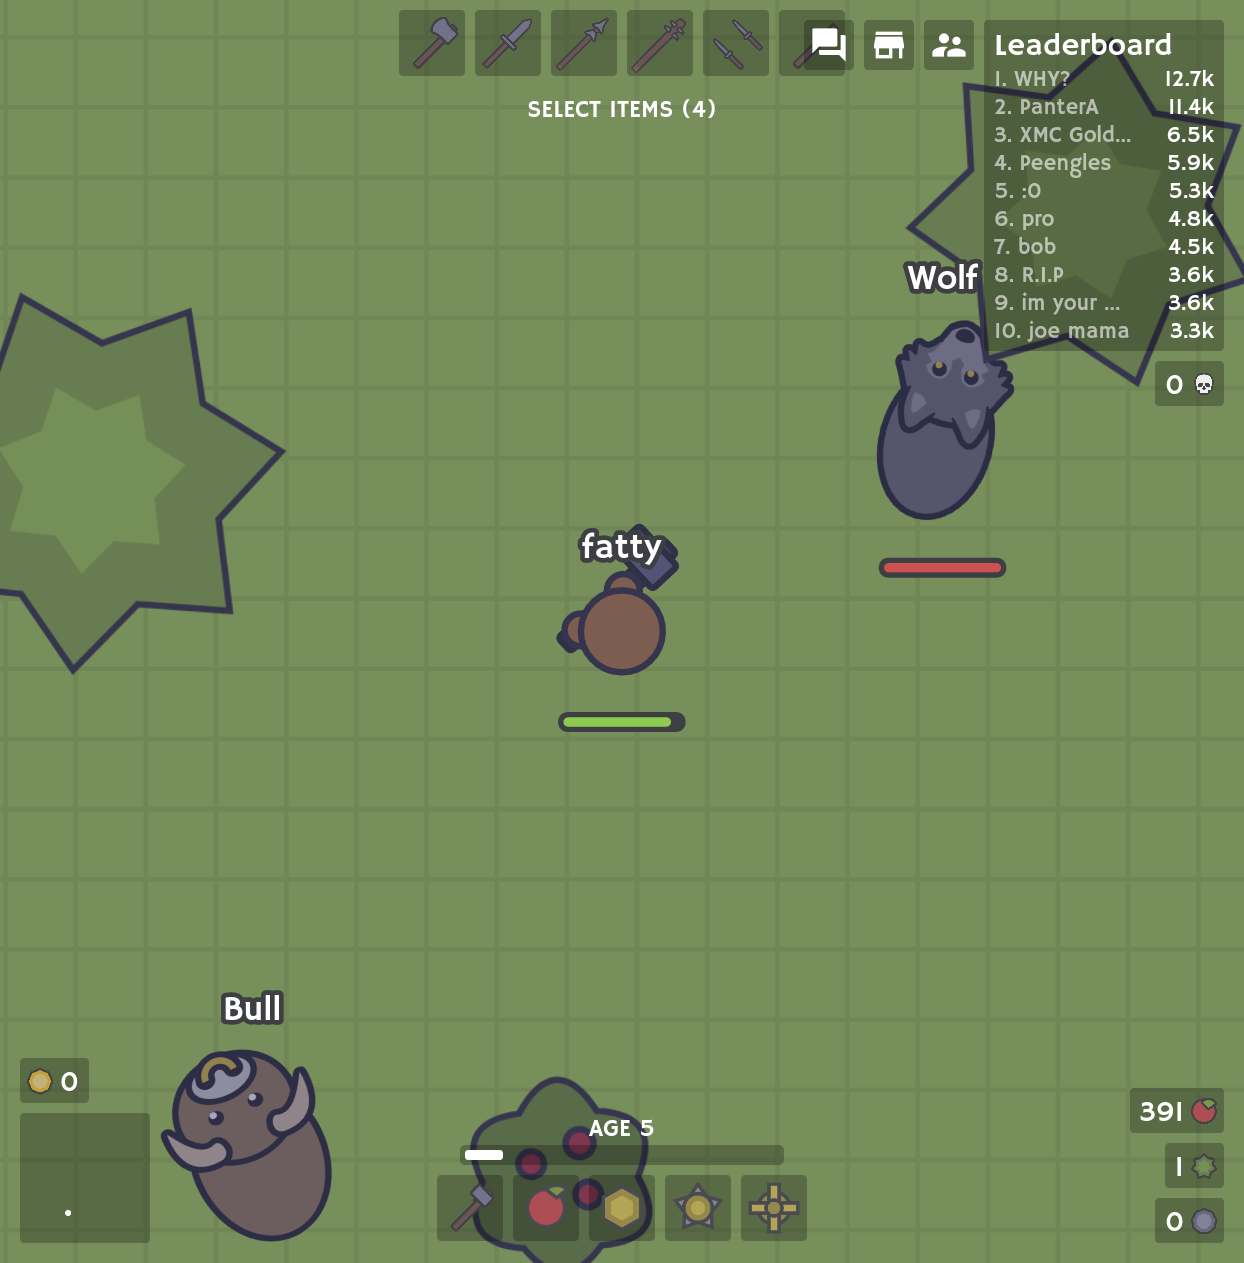 SELECT ITEMS (4)
Leaderboard
1. WHY? 12.7k
2. PanterA 11.4k
3. XMC Gold... 6.5k
4. Peengles 5.9k
5. :0 5.3k
6. pro 4.8k
7. bob 4.5k
8. R.I.P 3.6k
9. im your ... 3.6k
10. joe mama 3.3k
Wolf
0
fatty
Bull
0
AGE 5
391
1
0